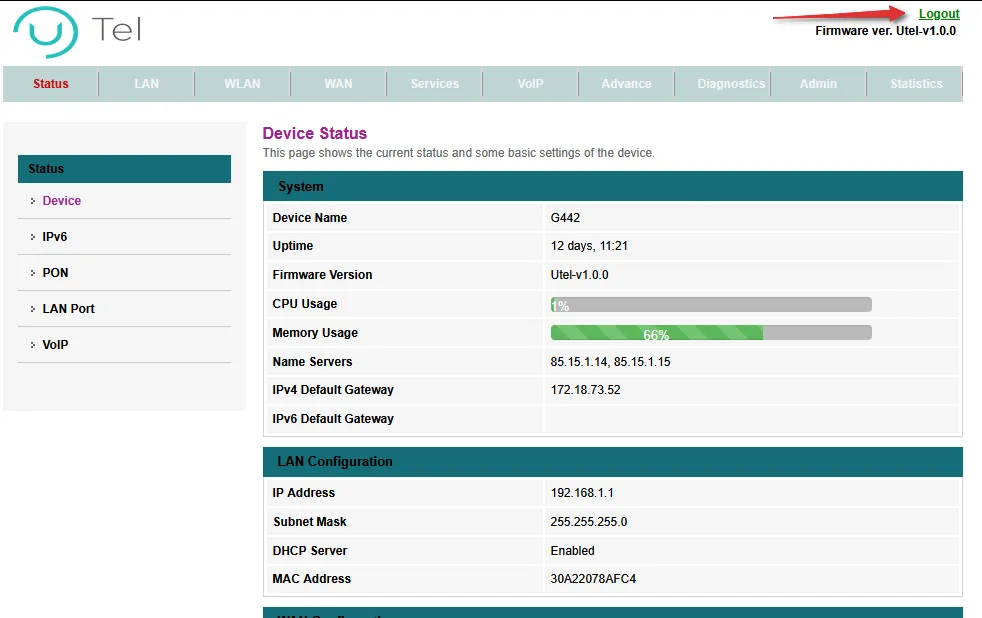 Tel
Logout
Firmware ver. Utel-v1.0.0
Status LAN WLAN WAN Services VoIP Advance Diagnostics Admin Statistics
Status
Device
IPv6
PON
LAN Port
VoIP
Device Status
This page shows the current status and some basic settings of the device.
System
Device Name G442
Uptime 12 days, 11:21
Firmware Version Utel-v1.0.0
CPU Usage 1%
Memory Usage 66%
Name Servers 85.15.1.14, 85.15.1.15
IPv4 Default Gateway 172.18.73.52
IPv6 Default Gateway
LAN Configuration
IP Address 192.168.1.1
Subnet Mask 255.255.255.0
DHCP Server Enabled
MAC Address 30A22078AFC4